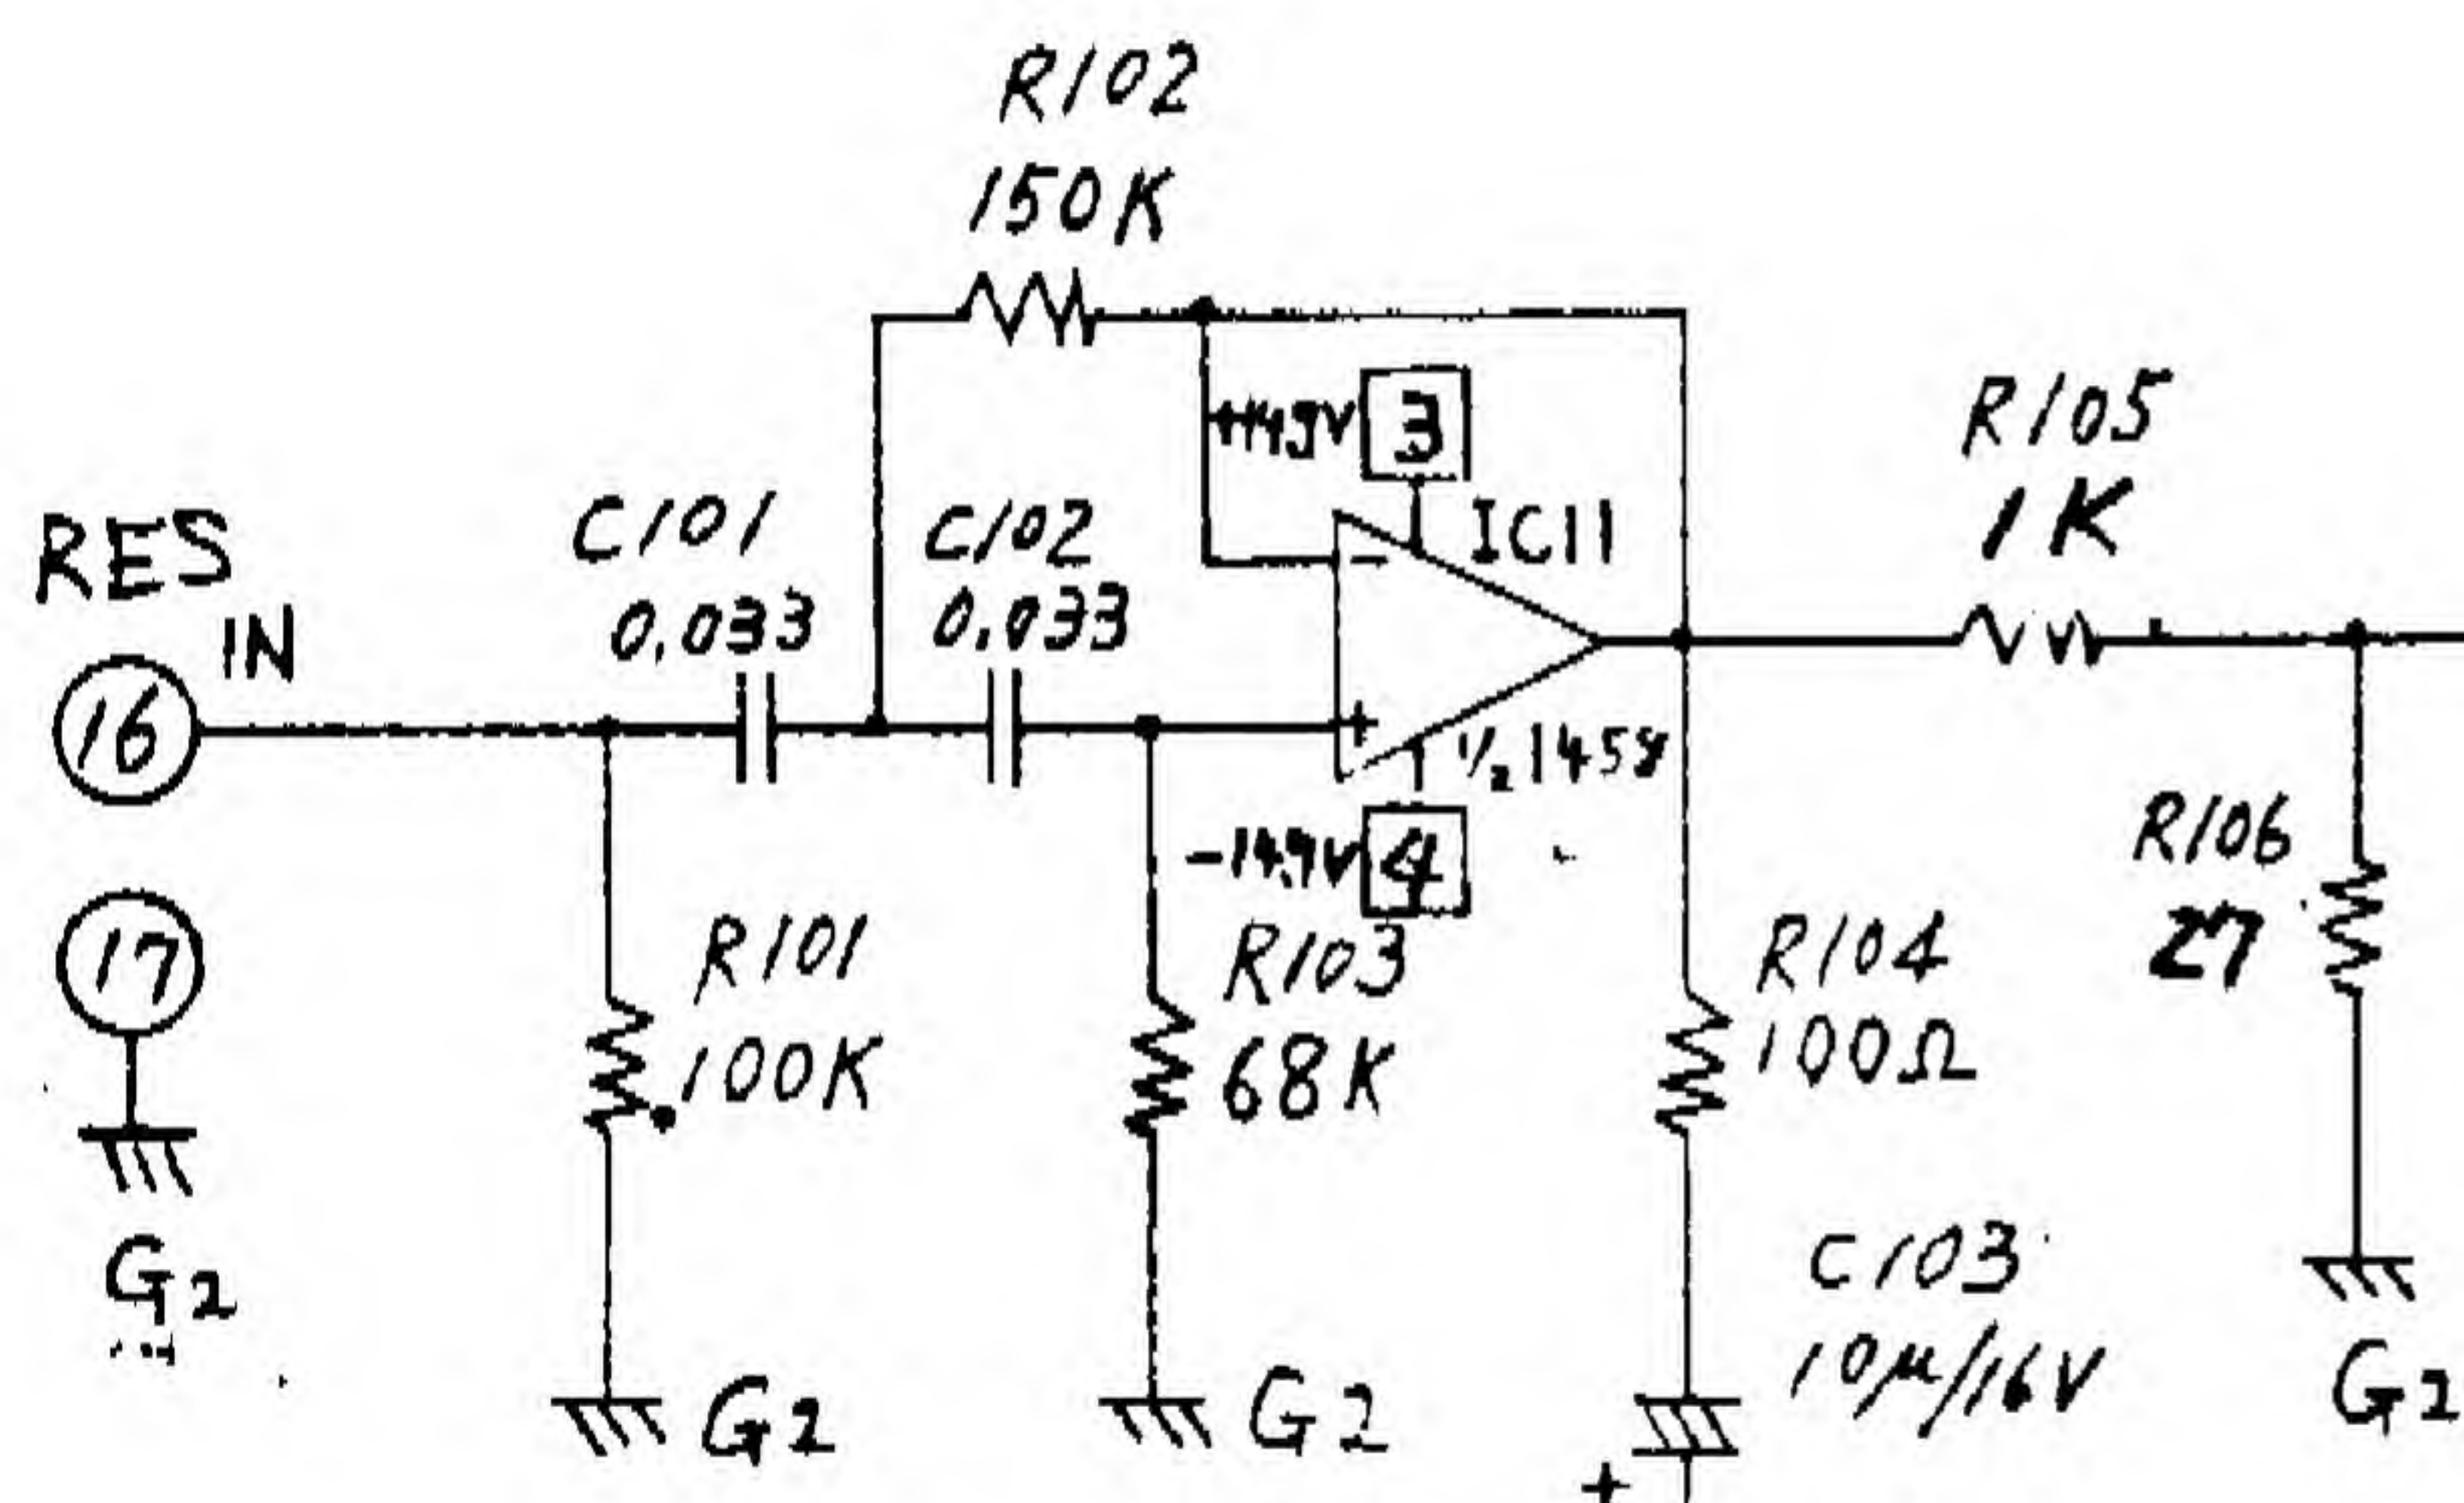 R102
150K
+14.9V
3
IC11
R105
1K
C101
0.033
C102
0.033
RES
IN
16
-
+
1/2 1458
-14.9V
4
17
R106
27
R101
100K
R103
68K
R104
100Ω
C103
10μ/16V
G2
G2
G2
G2
+